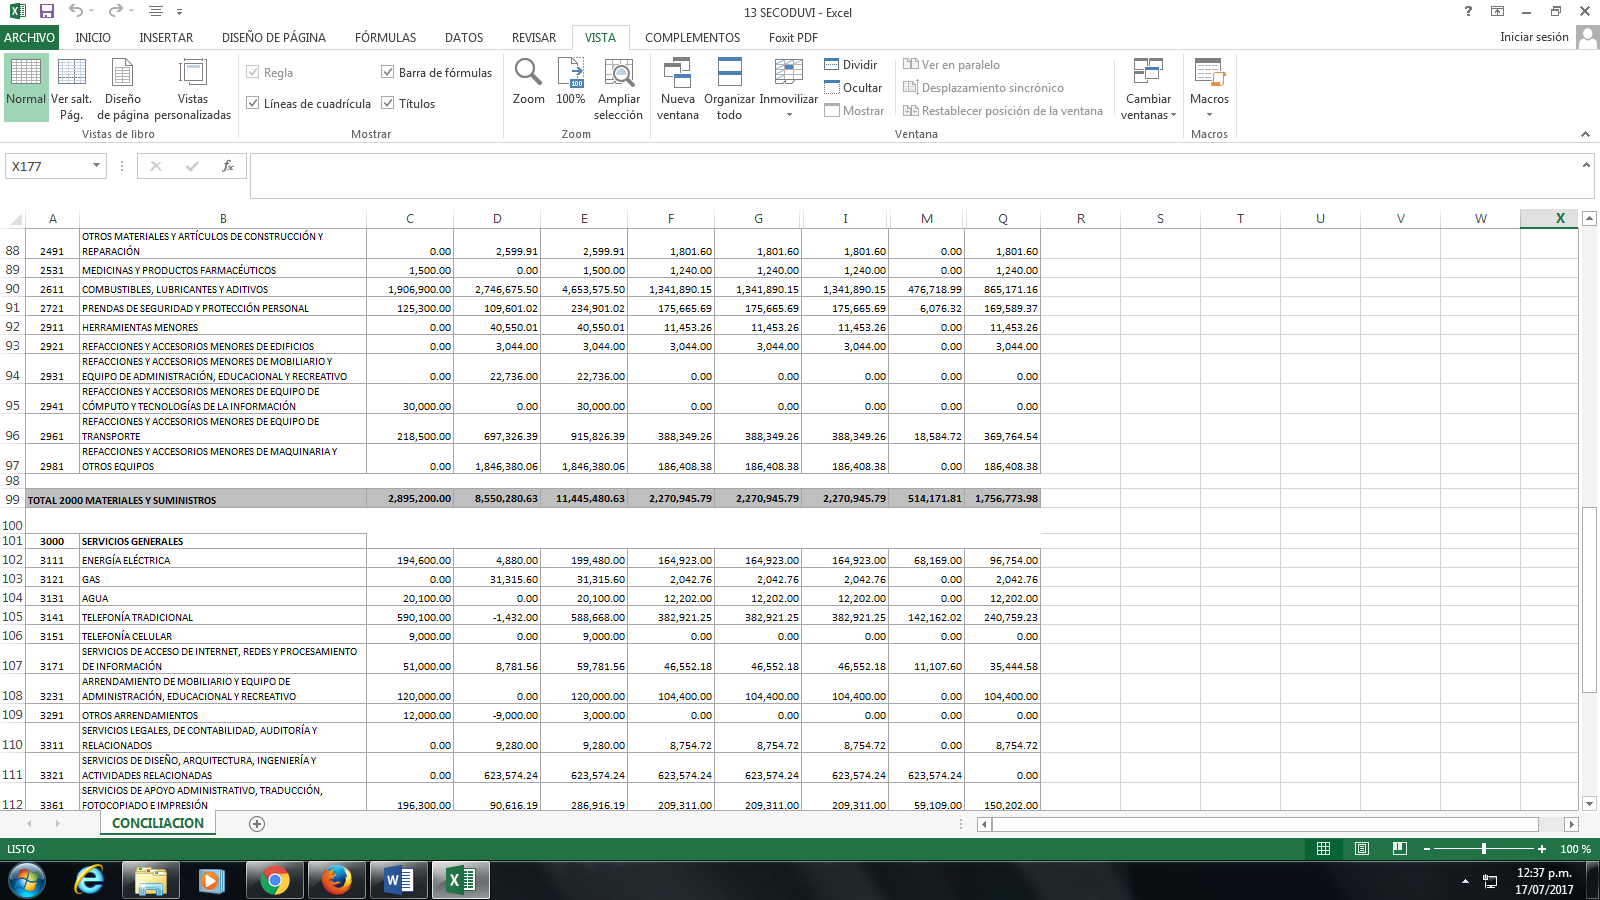 13 SECODUVI - Excel
?
ARCHIVO INICIO INSERTAR DISEÑO DE PÁGINA FÓRMULAS DATOS REVISAR VISTA COMPLEMENTOS Foxit PDF Iniciar sesión
Normal Ver salt. Pág. Diseño de página Vistas personalizadas
Vistas de libro
Regla Barra de fórmulas
Líneas de cuadrícula Títulos
Mostrar
Zoom 100% Ampliar selección
Zoom
Nueva ventana Organizar todo Inmovilizar
Dividir
Ocultar
Mostrar
Ver en paralelo
Desplazamiento sincrónico
Restablecer posición de la ventana
Cambiar ventanas
Ventana
Macros
Macros
X177 fx
A B C D E F G I M Q R S T U V W X
88 2491 OTROS MATERIALES Y ARTÍCULOS DE CONSTRUCCIÓN Y REPARACIÓN 0.00 2,599.91 2,599.91 1,801.60 1,801.60 1,801.60 0.00 1,801.60
89 2531 MEDICINAS Y PRODUCTOS FARMACÉUTICOS 1,500.00 0.00 1,500.00 1,240.00 1,240.00 1,240.00 0.00 1,240.00
90 2611 COMBUSTIBLES, LUBRICANTES Y ADITIVOS 1,906,900.00 2,746,675.50 4,653,575.50 1,341,890.15 1,341,890.15 1,341,890.15 476,718.99 865,171.16
91 2721 PRENDAS DE SEGURIDAD Y PROTECCIÓN PERSONAL 125,300.00 109,601.02 234,901.02 175,665.69 175,665.69 175,665.69 6,076.32 169,589.37
92 2911 HERRAMIENTAS MENORES 0.00 40,550.01 40,550.01 11,453.26 11,453.26 11,453.26 0.00 11,453.26
93 2921 REFACCIONES Y ACCESORIOS MENORES DE EDIFICIOS 0.00 3,044.00 3,044.00 3,044.00 3,044.00 3,044.00 0.00 3,044.00
94 2931 REFACCIONES Y ACCESORIOS MENORES DE MOBILIARIO Y EQUIPO DE ADMINISTRACIÓN, EDUCACIONAL Y RECREATIVO 0.00 22,736.00 22,736.00 0.00 0.00 0.00 0.00 0.00
95 2941 REFACCIONES Y ACCESORIOS MENORES DE EQUIPO DE CÓMPUTO Y TECNOLOGÍAS DE LA INFORMACIÓN 30,000.00 0.00 30,000.00 0.00 0.00 0.00 0.00 0.00
96 2961 REFACCIONES Y ACCESORIOS MENORES DE EQUIPO DE TRANSPORTE 218,500.00 697,326.39 915,826.39 388,349.26 388,349.26 388,349.26 18,584.72 369,764.54
97 2981 REFACCIONES Y ACCESORIOS MENORES DE MAQUINARIA Y OTROS EQUIPOS 0.00 1,846,380.06 1,846,380.06 186,408.38 186,408.38 186,408.38 0.00 186,408.38
98
99 TOTAL 2000 MATERIALES Y SUMINISTROS 2,895,200.00 8,550,280.63 11,445,480.63 2,270,945.79 2,270,945.79 2,270,945.79 514,171.81 1,756,773.98
100
101 3000 SERVICIOS GENERALES
102 3111 ENERGÍA ELÉCTRICA 194,600.00 4,880.00 199,480.00 164,923.00 164,923.00 164,923.00 68,169.00 96,754.00
103 3121 GAS 0.00 31,315.60 31,315.60 2,042.76 2,042.76 2,042.76 0.00 2,042.76
104 3131 AGUA 20,100.00 0.00 20,100.00 12,202.00 12,202.00 12,202.00 0.00 12,202.00
105 3141 TELEFONÍA TRADICIONAL 590,100.00 -1,432.00 588,668.00 382,921.25 382,921.25 382,921.25 142,162.02 240,759.23
106 3151 TELEFONÍA CELULAR 9,000.00 0.00 9,000.00 0.00 0.00 0.00 0.00 0.00
107 3171 SERVICIOS DE ACCESO DE INTERNET, REDES Y PROCESAMIENTO DE INFORMACIÓN 51,000.00 8,781.56 59,781.56 46,552.18 46,552.18 46,552.18 11,107.60 35,444.58
108 3231 ARRENDAMIENTO DE MOBILIARIO Y EQUIPO DE ADMINISTRACIÓN, EDUCACIONAL Y RECREATIVO 120,000.00 0.00 120,000.00 104,400.00 104,400.00 104,400.00 0.00 104,400.00
109 3291 OTROS ARRENDAMIENTOS 12,000.00 -9,000.00 3,000.00 0.00 0.00 0.00 0.00 0.00
110 3311 SERVICIOS LEGALES, DE CONTABILIDAD, AUDITORÍA Y RELACIONADOS 0.00 9,280.00 9,280.00 8,754.72 8,754.72 8,754.72 0.00 8,754.72
111 3321 SERVICIOS DE DISEÑO, ARQUITECTURA, INGENIERÍA Y ACTIVIDADES RELACIONADAS 0.00 623,574.24 623,574.24 623,574.24 623,574.24 623,574.24 623,574.24 0.00
112 3361 SERVICIOS DE APOYO ADMINISTRATIVO, TRADUCCIÓN, FOTOCOPIADO E IMPRESIÓN 196,300.00 90,616.19 286,916.19 209,311.00 209,311.00 209,311.00 59,109.00 150,202.00
CONCILIACION
LISTO 100 %
12:37 p.m.
17/07/2017